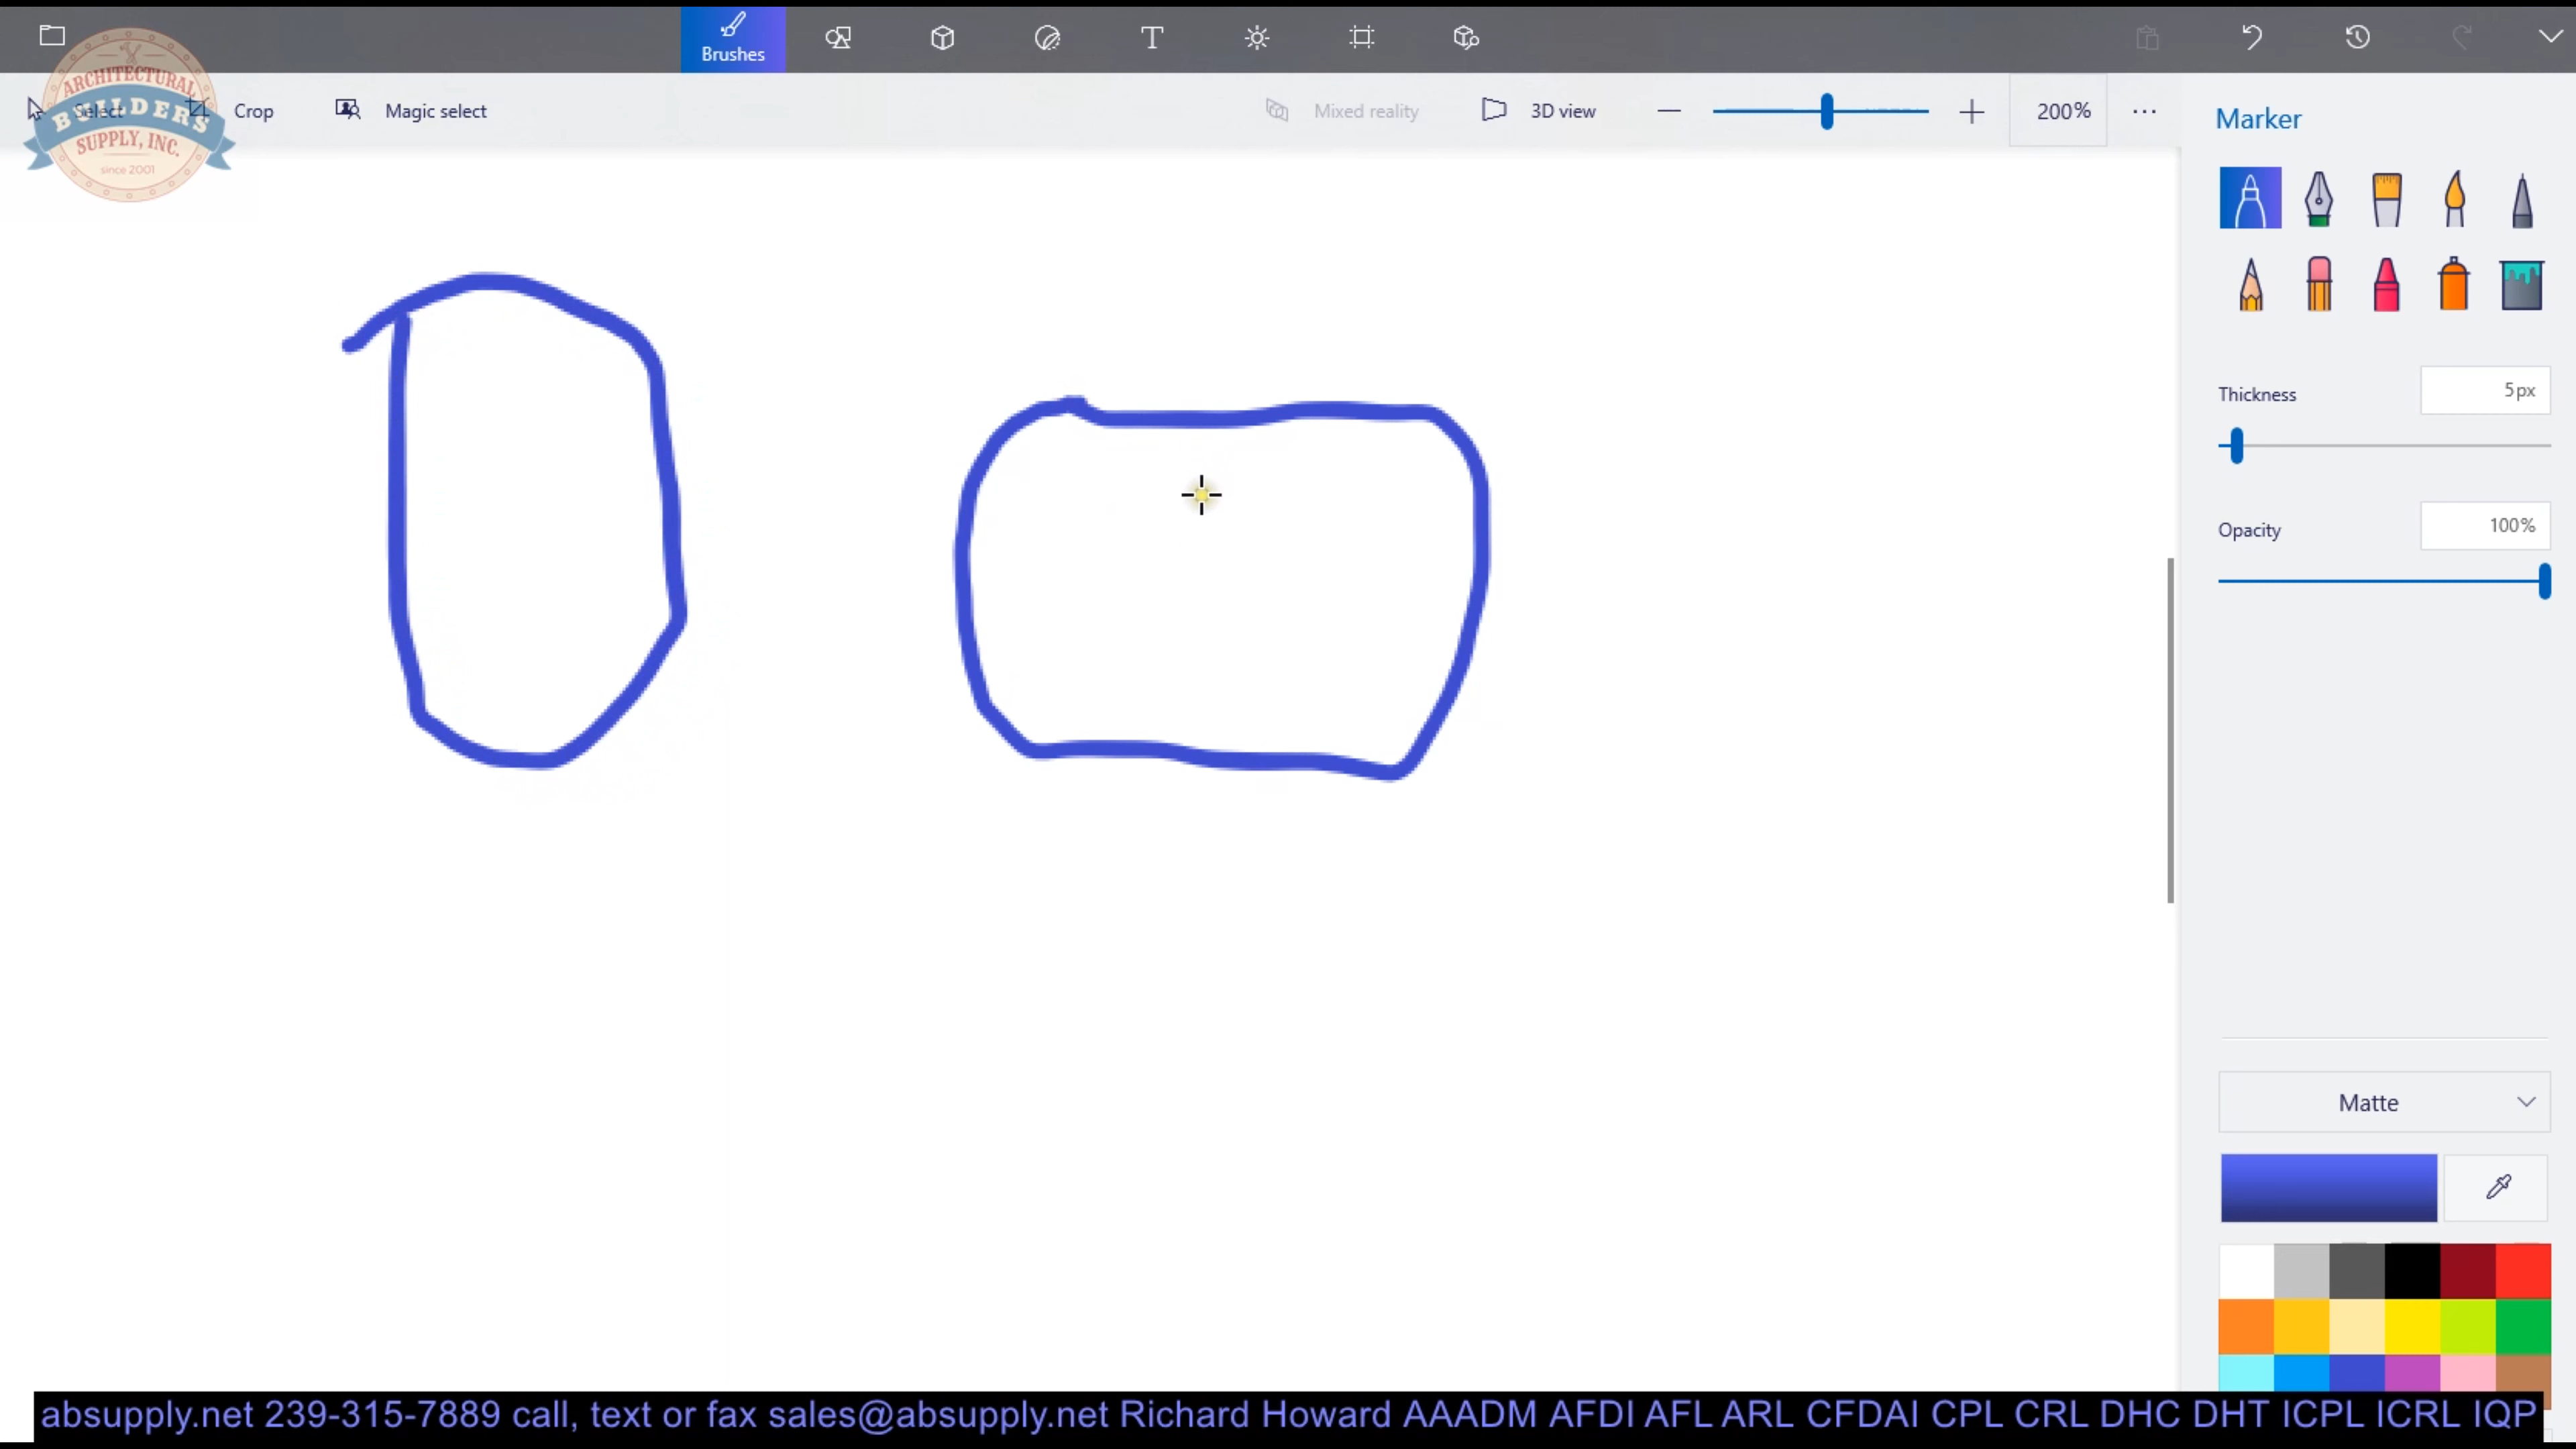 Brushes
ARCHITECTURAL
BUILDERS
SUPPLY, INC.
since 2001
Select
Crop
Magic select
Mixed reality
3D view
200%
Marker
Thickness
5px
Opacity
100%
Matte
absupply.net 239-315-7889 call, text or fax sales@absupply.net Richard Howard AAADM AFDI AFL ARL CFDAI CPL CRL DHC DHT ICPL ICRL IQP